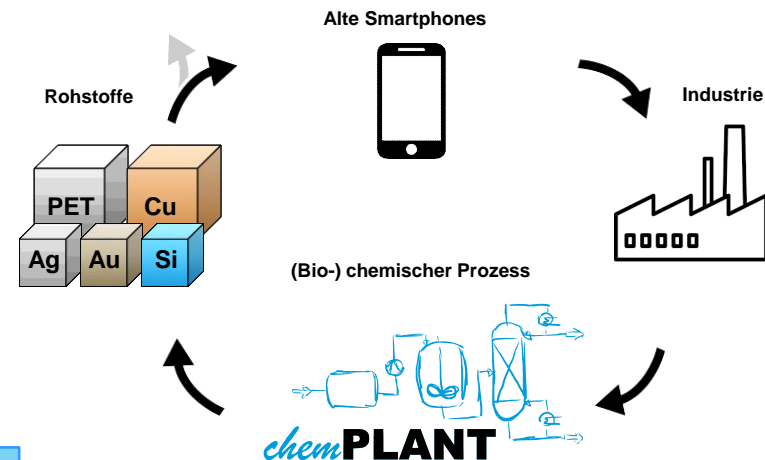 Alte Smartphones
Rohstoffe
Industrie
PET
Cu
Ag
Au
Si
(Bio-) chemischer Prozess
chemPLANT